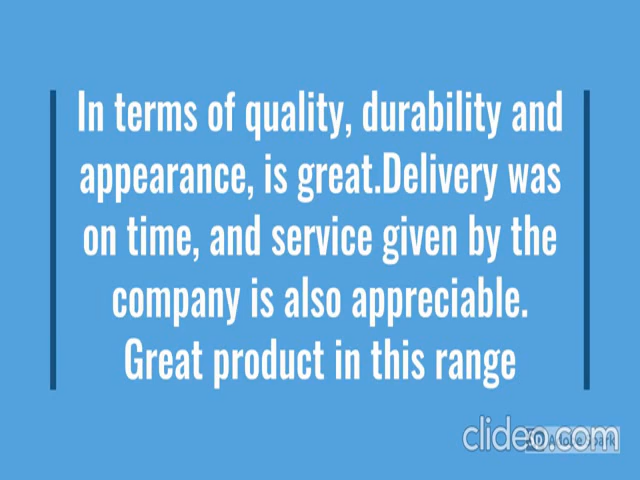 In terms of quality, durability and
appearance, is great.Delivery was
on time, and service given by the
company is also appreciable.
Great product in this range
clideo.com